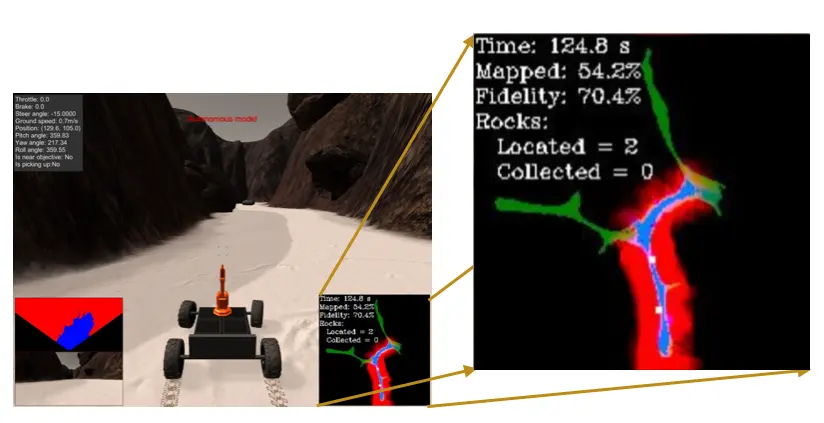 Throttle: 0.0
Brake: 0.0
Steer angle: -15.0000
Ground speed: 0.7m/s
Position: (129.6, 105.0)
Pitch angle: 359.83
Yaw angle: 217.34
Roll angle: 359.55
Is near objective: No
Is picking up:No
Autonomous mode!
Time: 124.8 s
Mapped: 54.2%
Fidelity: 70.4%
Rocks:
Located = 2
Collected = 0
Time: 124.8 s
Mapped: 54.2%
Fidelity: 70.4%
Rocks:
Located = 2
Collected = 0